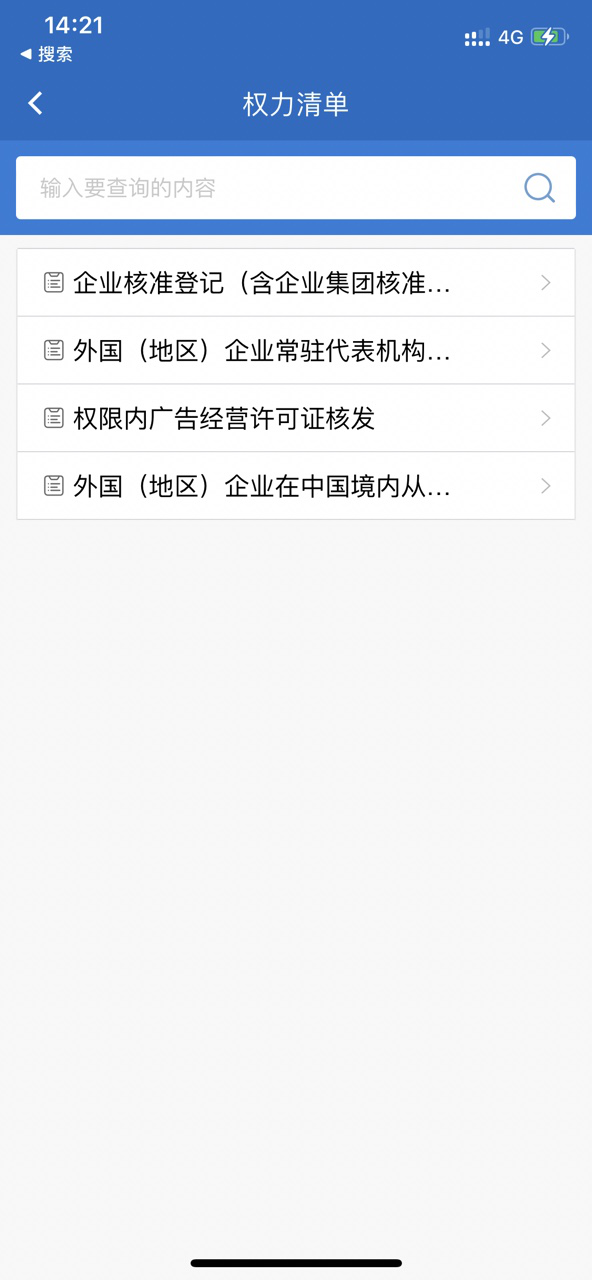 14:21
4G
◀ 搜索
权力清单
输入要查询的内容
企业核准登记（含企业集团核准...
外国（地区）企业常驻代表机构...
权限内广告经营许可证核发
外国（地区）企业在中国境内从...